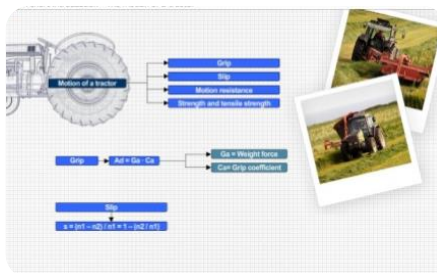 Motion of a tractor
Grip
Slip
Motion resistance
Strength and tensile strength
Grip
Ad = Ga · Ca
Ga = Weight force
Ca= Grip coefficient
Slip
s = (n1 – n2) / n1 = 1 – (n2 / n1)